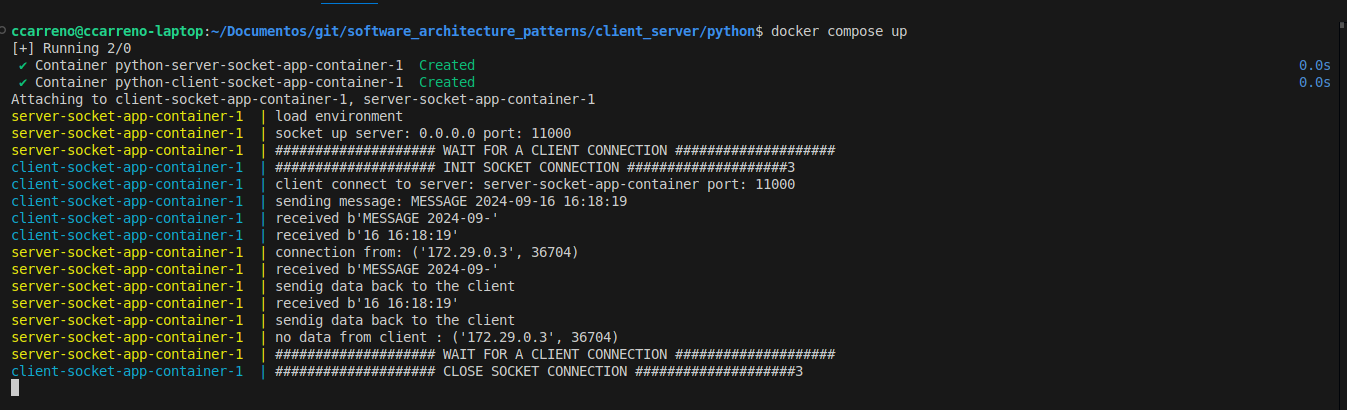 ccarreno@ccarreno-laptop:~/Documentos/git/software_architecture_patterns/client_server/python$ docker compose up
[+] Running 2/0
✔ Container python-server-socket-app-container-1  Created 0.0s
✔ Container python-client-socket-app-container-1  Created 0.0s
Attaching to client-socket-app-container-1, server-socket-app-container-1
server-socket-app-container-1  | load environment
server-socket-app-container-1  | socket up server: 0.0.0.0 port: 11000
server-socket-app-container-1  | #################### WAIT FOR A CLIENT CONNECTION ####################
client-socket-app-container-1  | #################### INIT SOCKET CONNECTION ####################3
client-socket-app-container-1  | client connect to server: server-socket-app-container port: 11000
client-socket-app-container-1  | sending message: MESSAGE 2024-09-16 16:18:19
client-socket-app-container-1  | received b'MESSAGE 2024-09-'
client-socket-app-container-1  | received b'16 16:18:19'
server-socket-app-container-1  | connection from: ('172.29.0.3', 36704)
server-socket-app-container-1  | received b'MESSAGE 2024-09-'
server-socket-app-container-1  | sendig data back to the client
server-socket-app-container-1  | received b'16 16:18:19'
server-socket-app-container-1  | sendig data back to the client
server-socket-app-container-1  | no data from client : ('172.29.0.3', 36704)
server-socket-app-container-1  | #################### WAIT FOR A CLIENT CONNECTION ####################
client-socket-app-container-1  | #################### CLOSE SOCKET CONNECTION ####################3